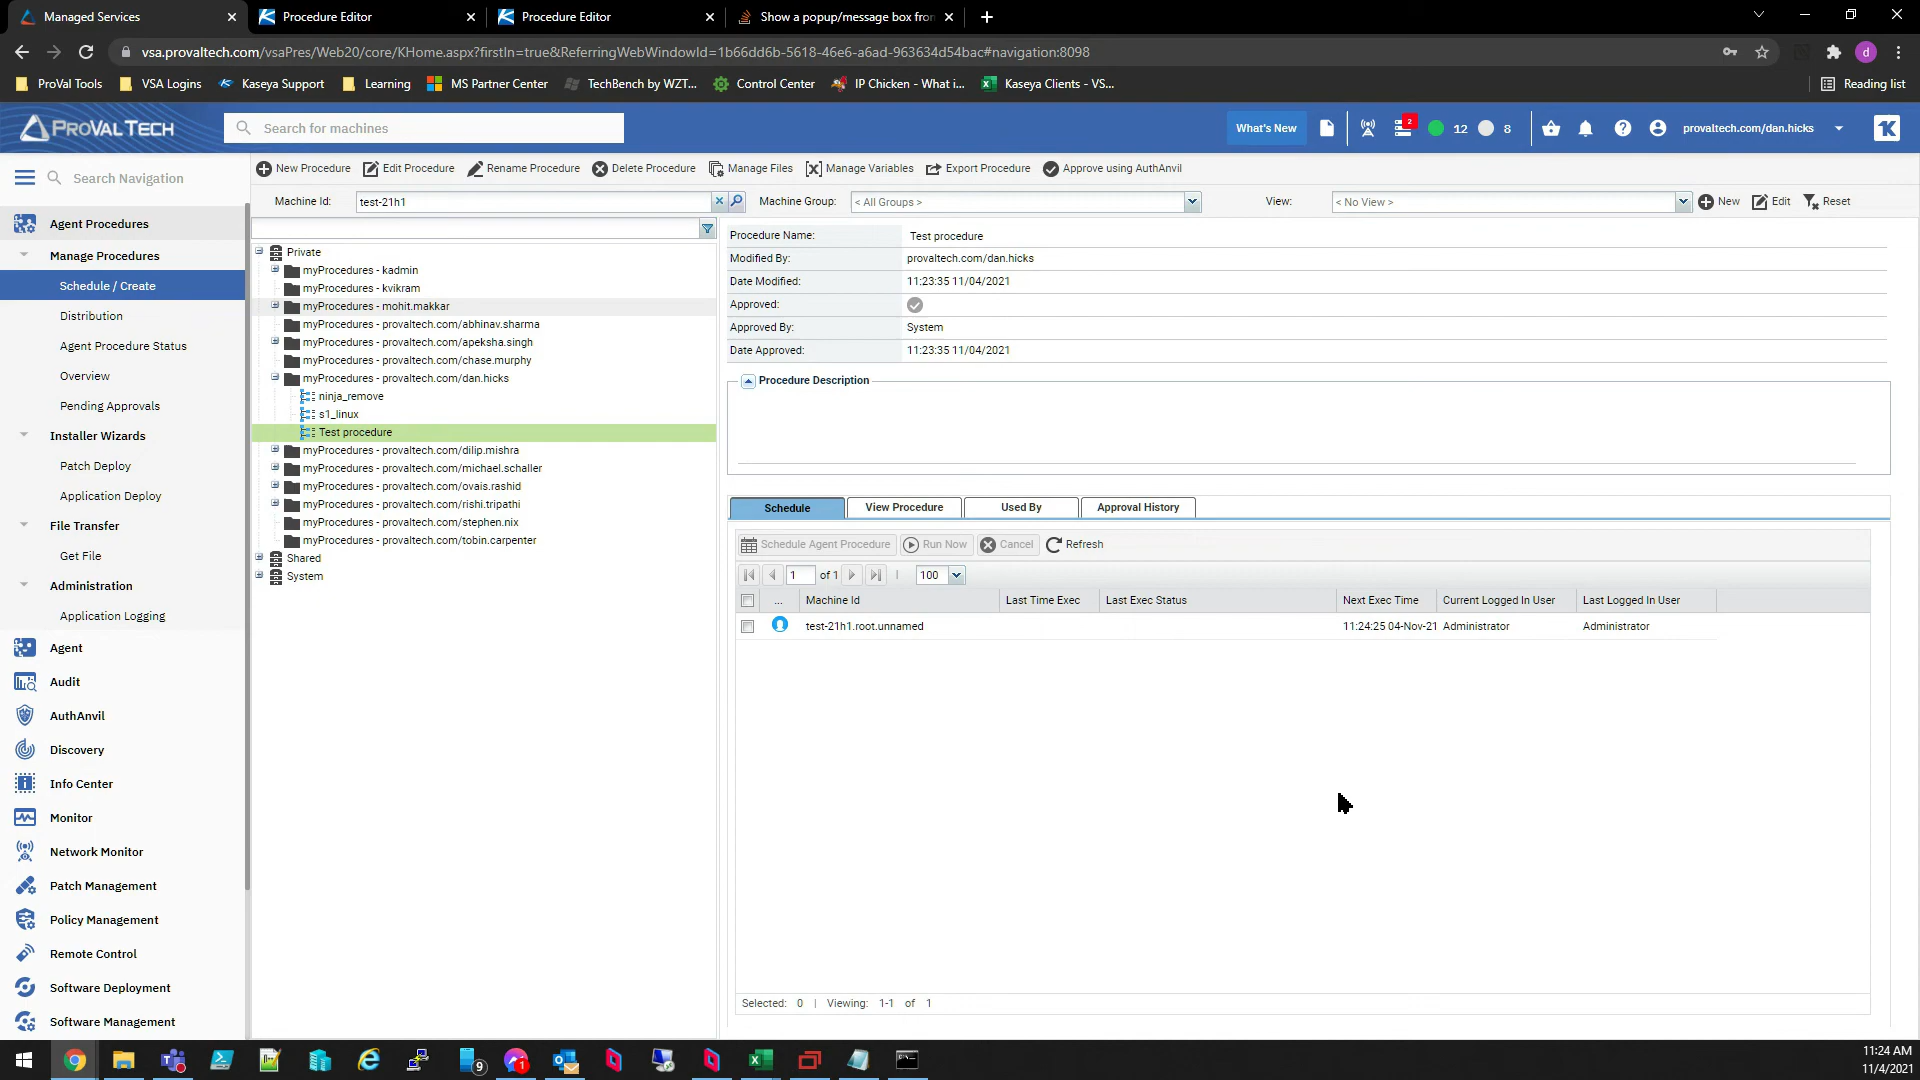 Managed Services
Procedure Editor
Procedure Editor
Show a popup/message box fron
vsa.provaltech.com/vsaPres/Web20/core/KHome.aspx?firstIn=true&ReferringWebWindowId=1b66dd6b-5618-46e6-a6ad-963634d54bac#navigation:8098
d
ProVal Tools
VSA Logins
Kaseya Support
Learning
MS Partner Center
TechBench by WZT...
Control Center
IP Chicken - What i...
Kaseya Clients - VS...
Reading list
PROVAL TECH
Search for machines
What's New
2
12
8
provaltech.com/dan.hicks
Search Navigation
New Procedure
Edit Procedure
Rename Procedure
Delete Procedure
Manage Files
Manage Variables
Export Procedure
Approve using AuthAnvil
Machine Id:
test-21h1
Machine Group:
< All Groups >
View:
< No View >
New
Edit
Reset
Agent Procedures
Manage Procedures
Schedule / Create
Distribution
Agent Procedure Status
Overview
Pending Approvals
Installer Wizards
Patch Deploy
Application Deploy
File Transfer
Get File
Administration
Application Logging
Agent
Audit
AuthAnvil
Discovery
Info Center
Monitor
Network Monitor
Patch Management
Policy Management
Remote Control
Software Deployment
Software Management
Private
myProcedures - kadmin
myProcedures - kvikram
myProcedures - mohit.makkar
myProcedures - provaltech.com/abhinav.sharma
myProcedures - provaltech.com/apeksha.singh
myProcedures - provaltech.com/chase.murphy
myProcedures - provaltech.com/dan.hicks
ninja_remove
s1_linux
Test procedure
myProcedures - provaltech.com/dilip.mishra
myProcedures - provaltech.com/michael.schaller
myProcedures - provaltech.com/ovais.rashid
myProcedures - provaltech.com/rishi.tripathi
myProcedures - provaltech.com/stephen.nix
myProcedures - provaltech.com/tobin.carpenter
Shared
System
Procedure Name: Test procedure
Modified By: provaltech.com/dan.hicks
Date Modified: 11:23:35 11/04/2021
Approved:
Approved By: System
Date Approved: 11:23:35 11/04/2021
Procedure Description
Schedule
View Procedure
Used By
Approval History
Schedule Agent Procedure
Run Now
Cancel
Refresh
1 of 1
100
... Machine Id Last Time Exec Last Exec Status Next Exec Time Current Logged In User Last Logged In User
test-21h1.root.unnamed 11:24:25 04-Nov-21 Administrator Administrator
Selected: 0 | Viewing: 1-1 of 1
9
1
11:24 AM
11/4/2021